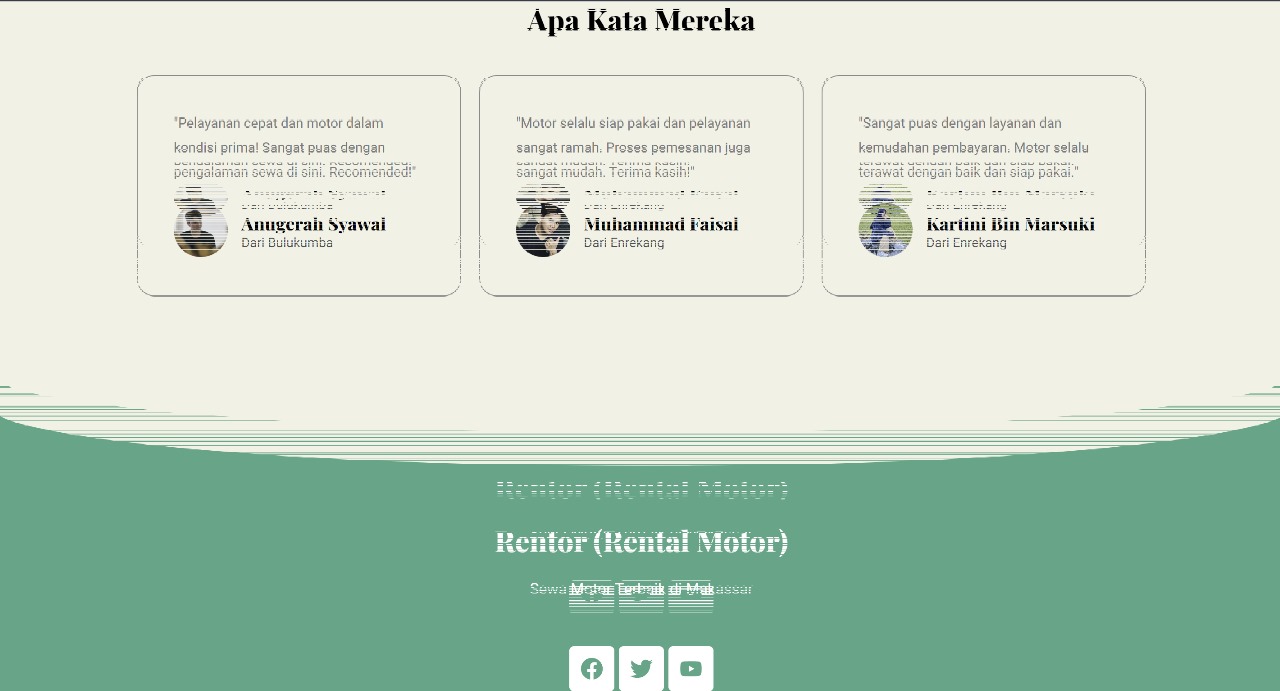 Apa Kata Mereka
"Pelayanan cepat dan motor dalam
kondisi prima! Sangat puas dengan
pengalaman sewa di sini. Recomended!"
Anugerah Syawal
Dari Bulukumba
"Motor selalu siap pakai dan pelayanan
sangat ramah. Proses pemesanan juga
sangat mudah. Terima kasih!"
Muhammad Faisal
Dari Enrekang
"Sangat puas dengan layanan dan
kemudahan pembayaran. Motor selalu
terawat dengan baik dan siap pakai."
Kartini Bin Marsuki
Dari Enrekang
Rentor (Rental Motor)
Sewa Motor Terbaik di Makassar